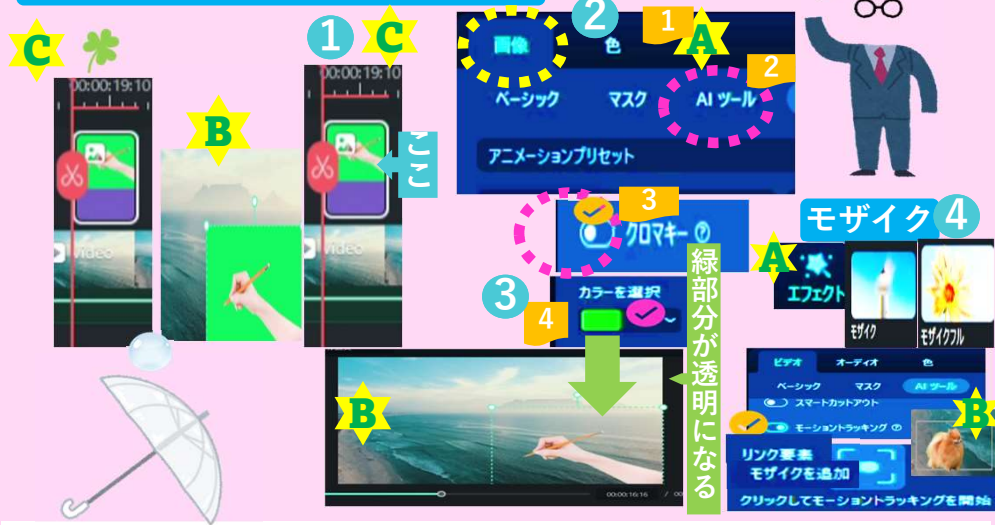 C
00:00:19:10
video
B
1
C
00:00:19:10
ここ
video
2
1
A
画像
色
2
ベーシック
マスク
AI ツール
アニメーションプリセット
3
クロマキー
3
カラーを選択
4
緑部分が透明になる
B
00:00:16:16 / 00
モザイク 4
A
エフェクト
モザイク
モザイクフル
ビデオ
オーディオ
色
ベーシック
マスク
AI ツール
スマートカットアウト
モーショントラッキング
B
リンク要素
モザイクを追加
クリックしてモーショントラッキングを開始